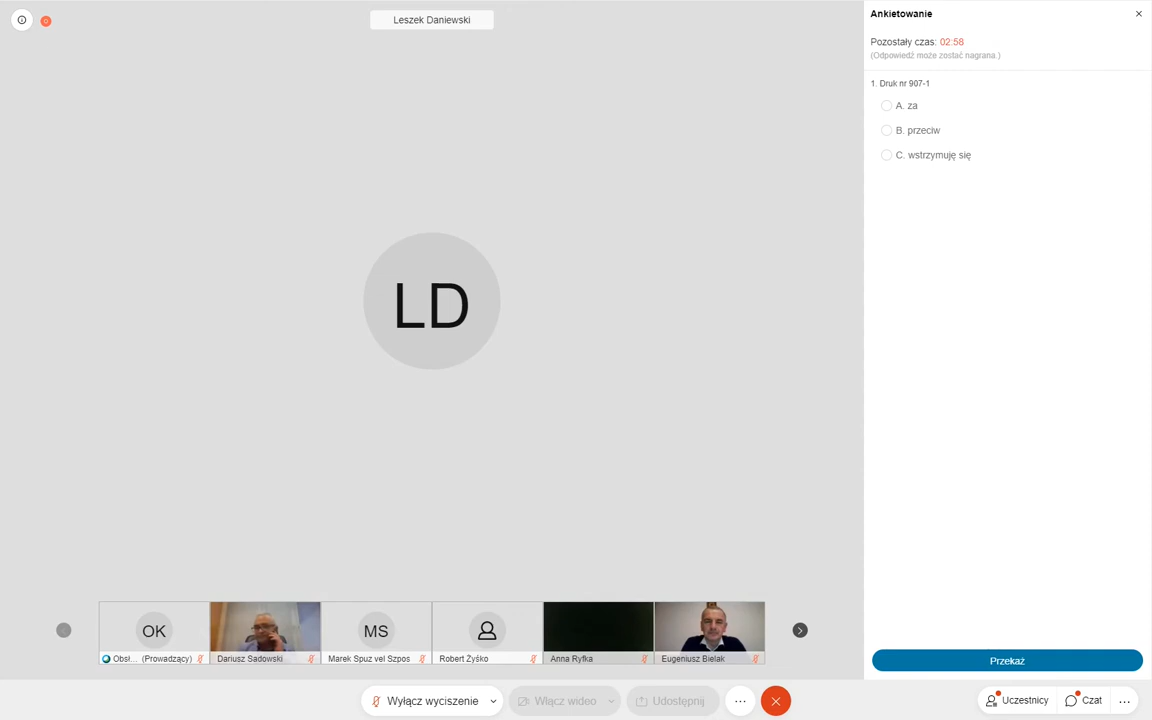 Leszek Daniewski
Ankietowanie
Pozostały czas: 02:58
(Odpowiedź może zostać nagrana.)
1. Druk nr 907-1
A. za
B. przeciw
C. wstrzymuję się
LD
OK
MS
Obsł... (Prowadzący)
Dariusz Sadowski
Marek Spuz vel Szpos
Robert Żyśko
Anna Ryfka
Eugeniusz Bielak
Przekaż
Wyłącz wyciszenie
Włącz wideo
Udostępnij
Uczestnicy
Czat